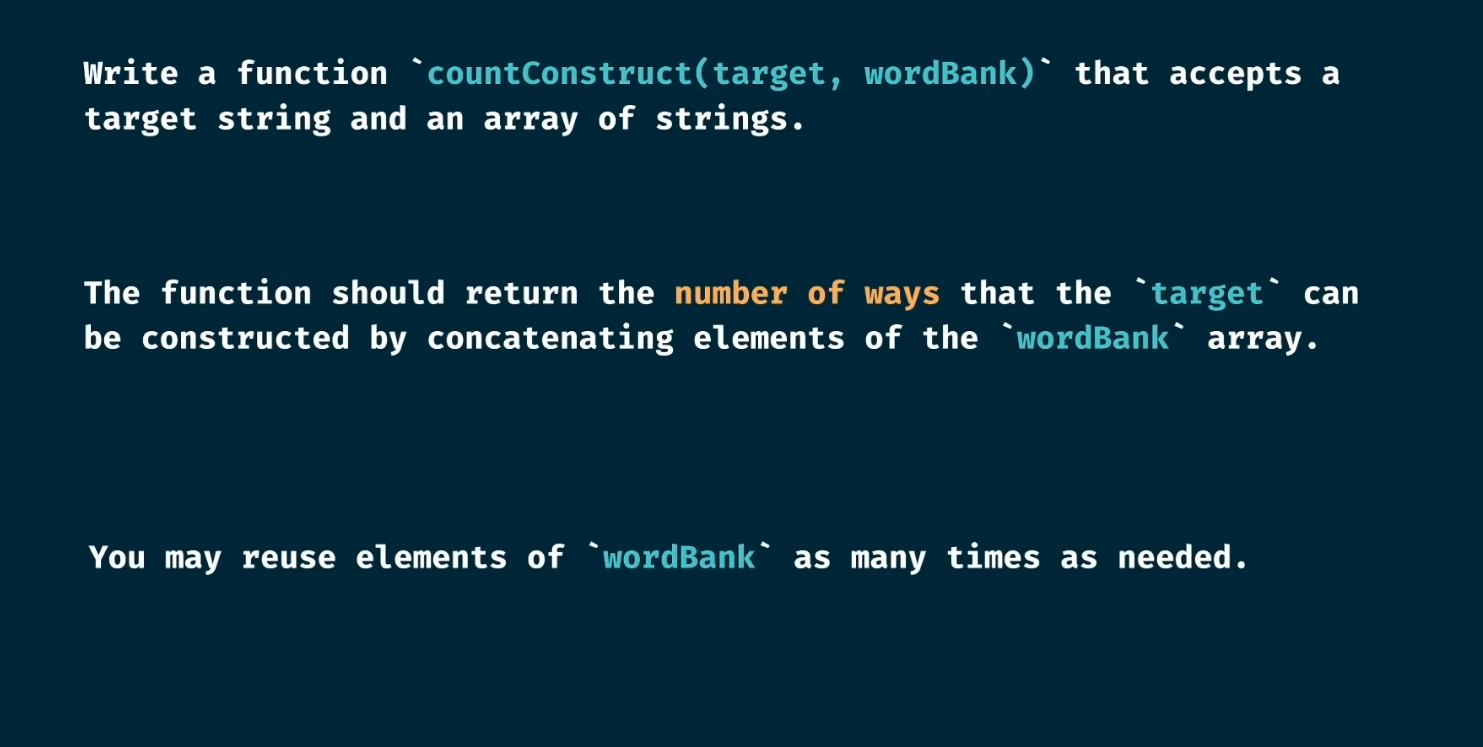 Write a function `countConstruct(target, wordBank)` that accepts a
target string and an array of strings.
The function should return the number of ways that the `target` can
be constructed by concatenating elements of the `wordBank` array.
You may reuse elements of `wordBank` as many times as needed.